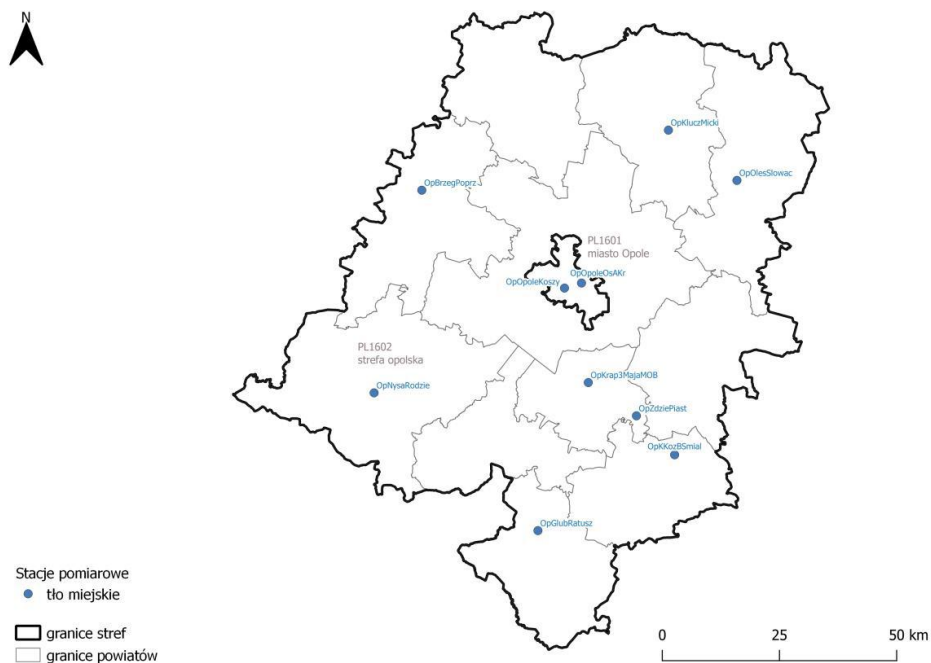 N
OpKluczMicki
OpOlesSlowac
OpBrzegPoprz
PL1601
miasto Opole
OpOpoleOsAKr
OpOpoleKoszy
PL1602
strefa opolska
OpKrap3MajaMOB
OpNysaRodzie
OpZdziePiast
OpKKozBSmial
OpGlubRatusz
Stacje pomiarowe
tło miejskie
granice stref
granice powiatów
0 25 50 km